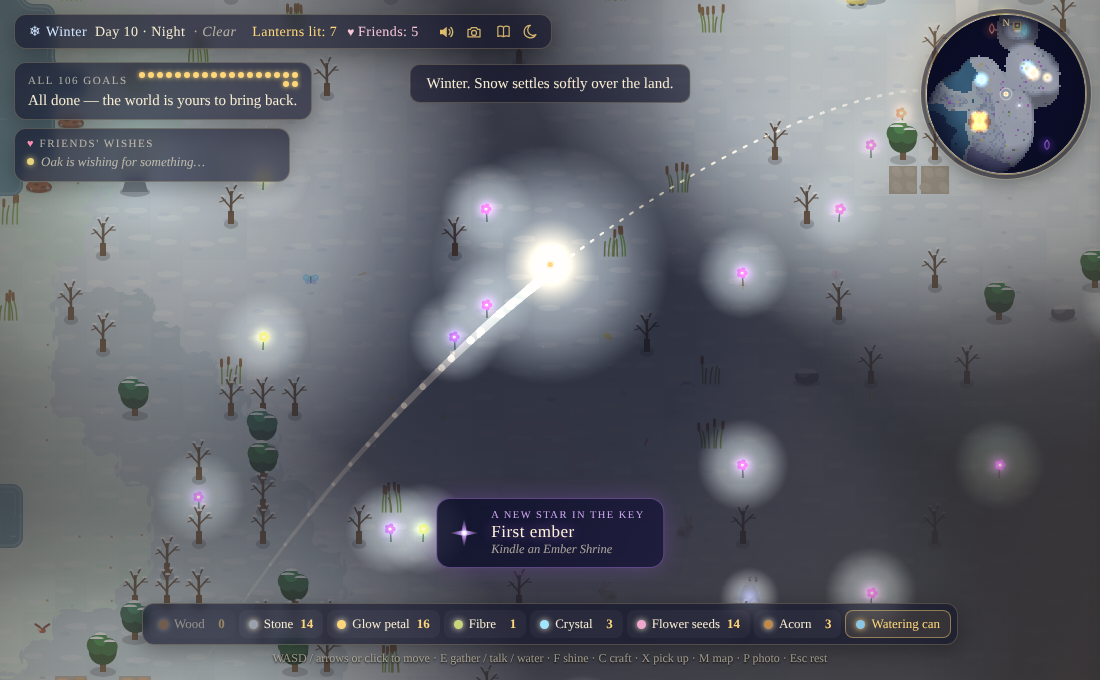 Winter Day 10 · Night · Clear Lanterns lit: 7 ♥ Friends: 5
ALL 106 GOALS
All done — the world is yours to bring back.
♥ FRIENDS' WISHES
Oak is wishing for something…
Winter. Snow settles softly over the land.
N
A NEW STAR IN THE KEY
First ember
Kindle an Ember Shrine
Wood 0 Stone 14 Glow petal 16 Fibre 1 Crystal 3 Flower seeds 14 Acorn 3 Watering can
WASD / arrows or click to move · E gather / talk / water · F shine · C craft · X pick up · M map · P photo · Esc rest